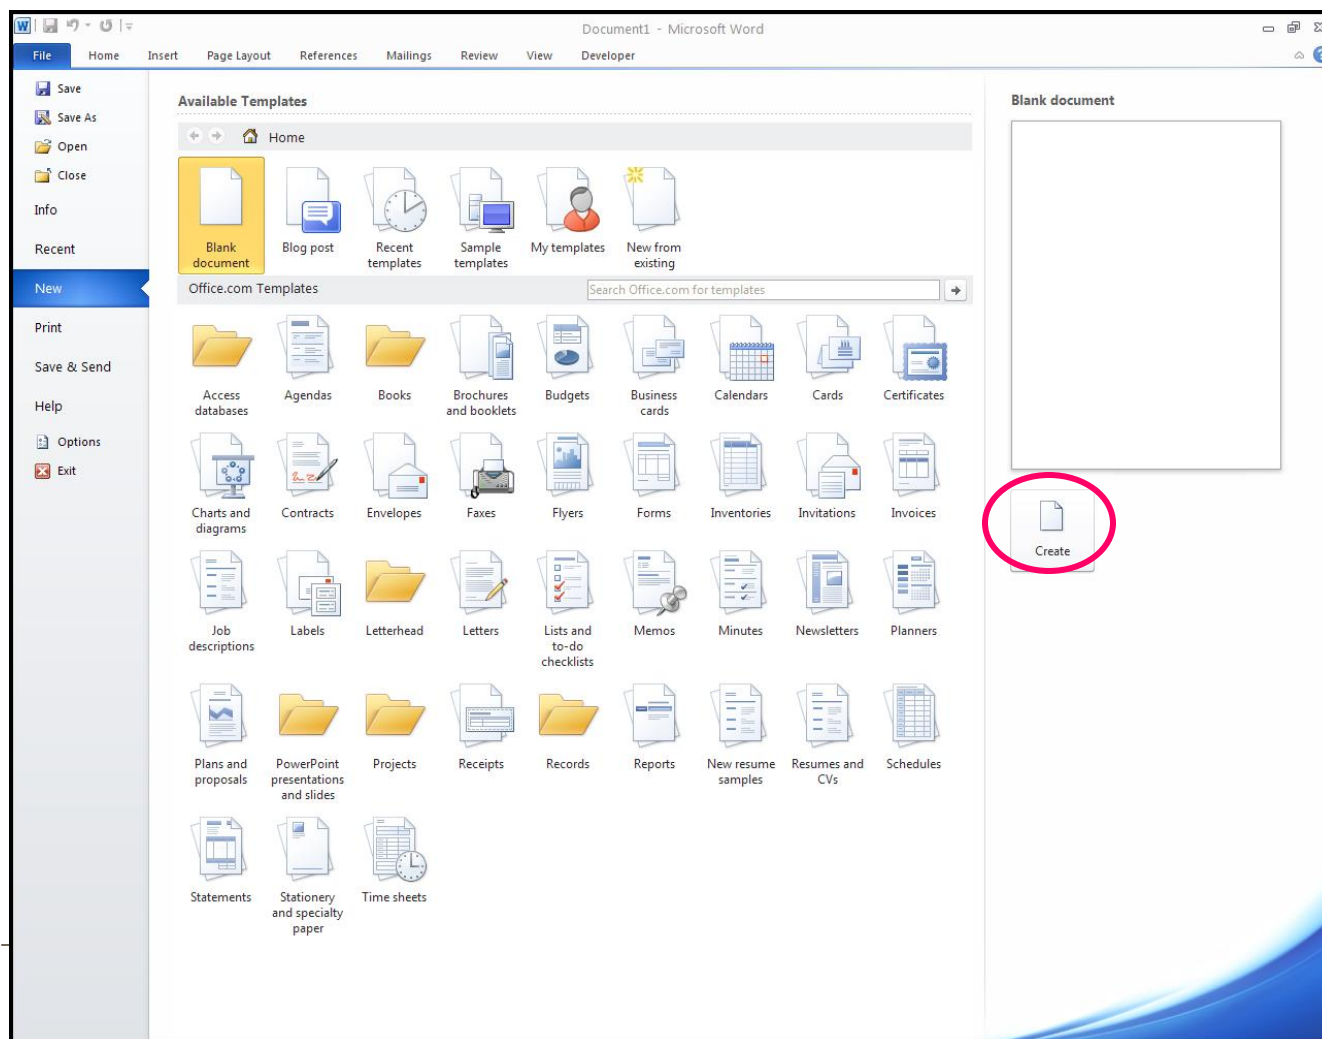 Document1 - Microsoft Word
File Home Insert Page Layout References Mailings Review View Developer
Save
Save As
Open
Close
Info
Recent
New
Print
Save & Send
Help
Options
Exit
Available Templates
Home
Blank document
Blog post
Recent templates
Sample templates
My templates
New from existing
Office.com Templates
Search Office.com for templates
Access databases
Agendas
Books
Brochures and booklets
Budgets
Business cards
Calendars
Cards
Certificates
Charts and diagrams
Contracts
Envelopes
Faxes
Flyers
Forms
Inventories
Invitations
Invoices
Job descriptions
Labels
Letterhead
Letters
Lists and to-do checklists
Memos
Minutes
Newsletters
Planners
Plans and proposals
PowerPoint presentations and slides
Projects
Receipts
Records
Reports
New resume samples
Resumes and CVs
Schedules
Statements
Stationery and specialty paper
Time sheets
Blank document
Create